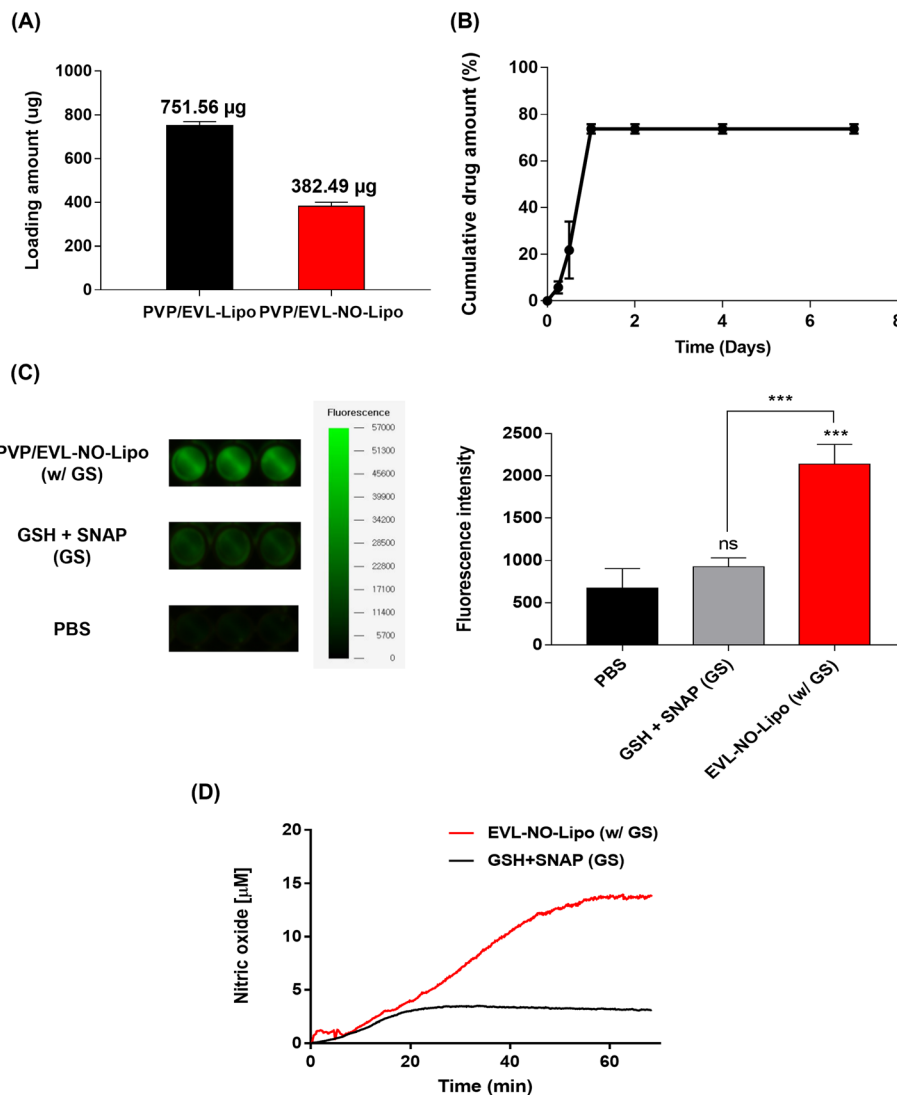 (A)
Loading amount (ug)
1000
800
600
400
200
0
751.56 µg
382.49 µg
PVP/EVL-Lipo
PVP/EVL-NO-Lipo
(B)
Cumulative drug amount (%)
100
80
60
40
20
0
0
2
4
6
8
Time (Days)
(C)
PVP/EVL-NO-Lipo
(w/ GS)
GSH + SNAP
(GS)
PBS
Fluorescence
57000
51300
45600
39900
34200
28500
22800
17100
11400
5700
0
Fluorescence intensity
2500
2000
1500
1000
500
0
ns
***
***
PBS
GSH + SNAP (GS)
EVL-NO-Lipo (w/ GS)
(D)
Nitric oxide [µM]
20
15
10
5
0
EVL-NO-Lipo (w/ GS)
GSH+SNAP (GS)
0
20
40
60
Time (min)